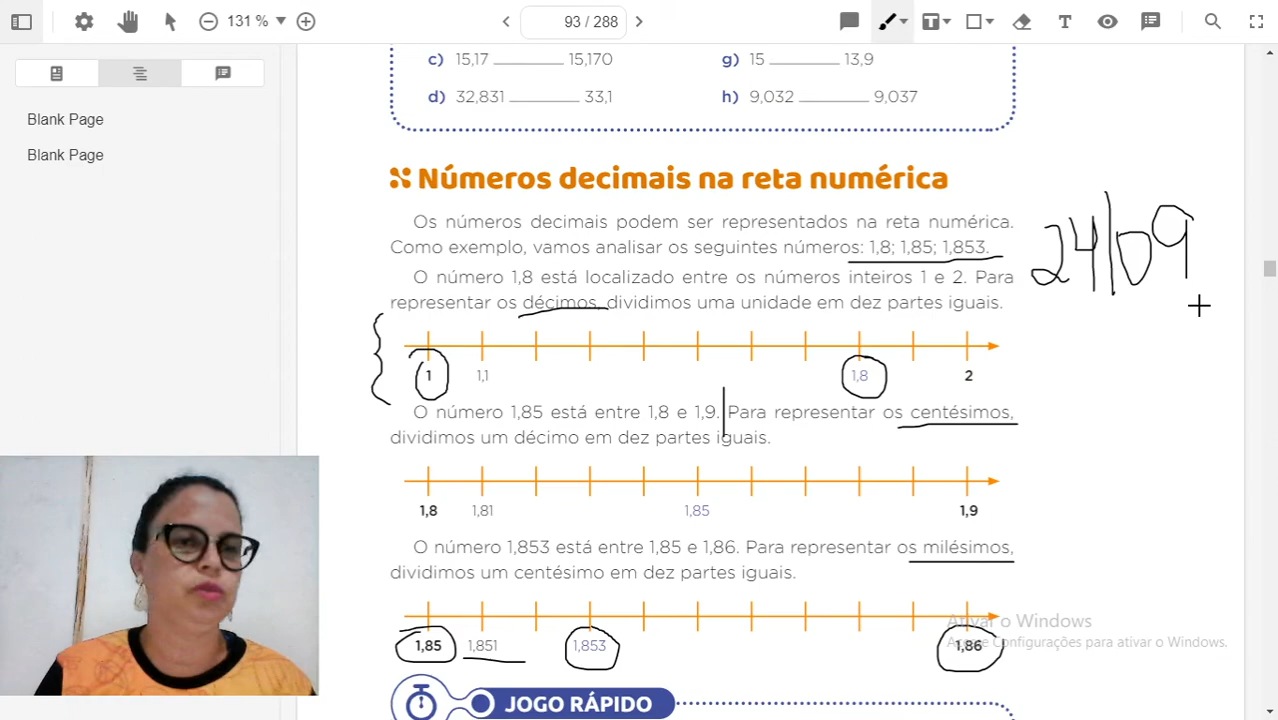 131 %
93 / 288
Blank Page
Blank Page
c) 15,17 ________ 15,170
g) 15 ________ 13,9
d) 32,831 ________ 33,1
h) 9,032 ________ 9,037
Números decimais na reta numérica
Os números decimais podem ser representados na reta numérica.
Como exemplo, vamos analisar os seguintes números: 1,8; 1,85; 1,853.
24/09
O número 1,8 está localizado entre os números inteiros 1 e 2. Para
representar os décimos, dividimos uma unidade em dez partes iguais.
1 1,1 1,8 2
O número 1,85 está entre 1,8 e 1,9. Para representar os centésimos,
dividimos um décimo em dez partes iguais.
1,8 1,81 1,85 1,9
O número 1,853 está entre 1,85 e 1,86. Para representar os milésimos,
dividimos um centésimo em dez partes iguais.
1,85 1,851 1,853 1,86
Ativar o Windows
Acesse Configurações para ativar o Windows.
JOGO RÁPIDO